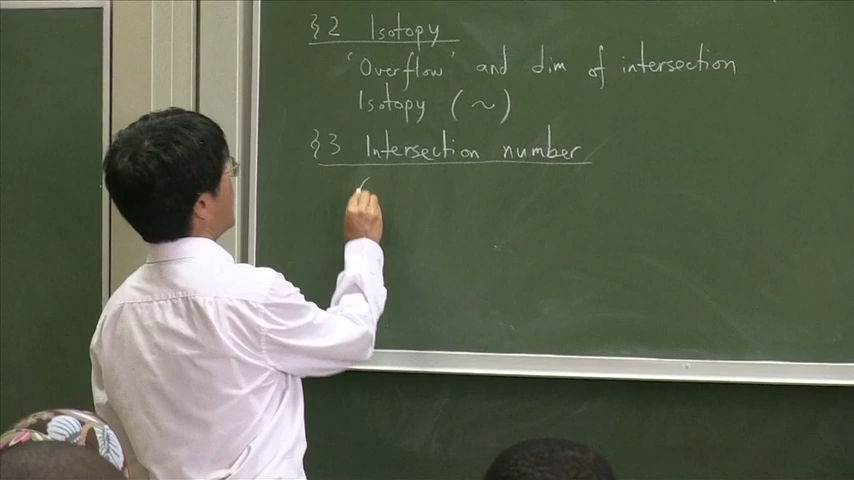 §2 Isotopy
'Overflow' and dim of intersection
Isotopy (~)
§3 Intersection number